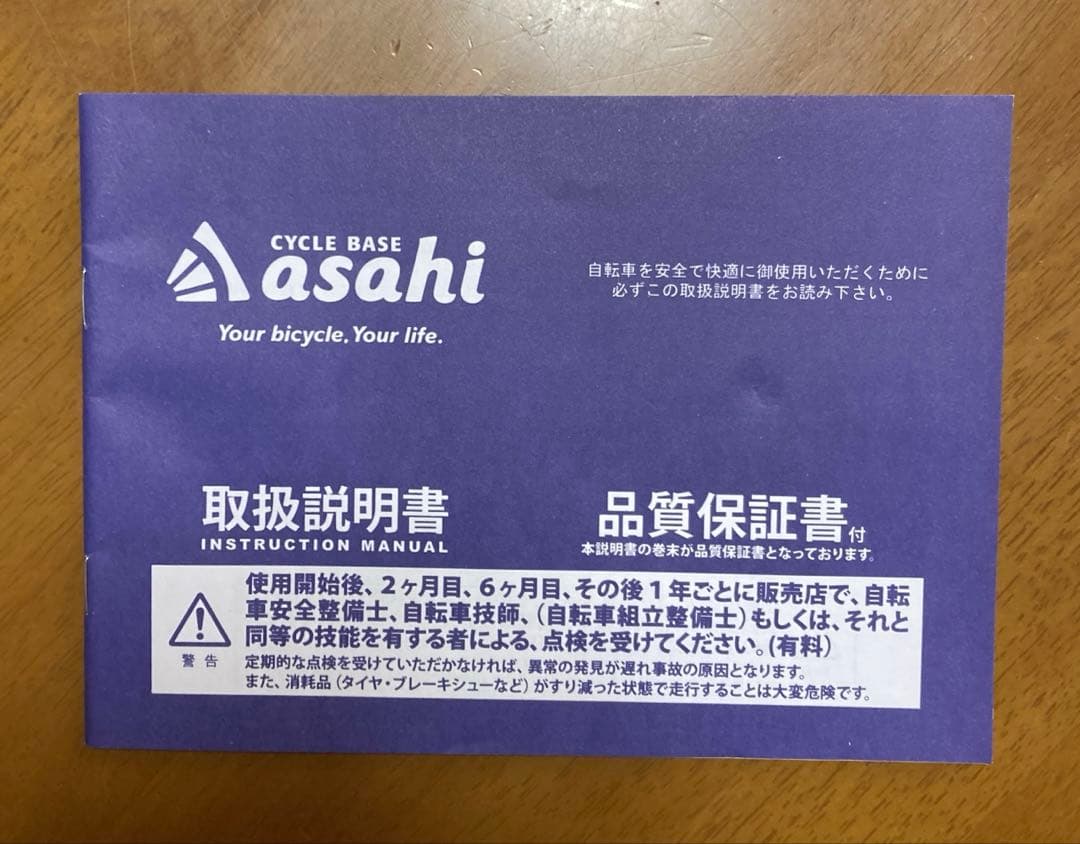 CYCLE BASE
asahi
Your bicycle. Your life.
自転車を安全で快適に御使用いただくために
必ずこの取扱説明書をお読み下さい。
取扱説明書
INSTRUCTION MANUAL
品質保証書付
本説明書の巻末が品質保証書となっております。
使用開始後、2ヶ月目、6ヶ月目、その後1年ごとに販売店で、自転
車安全整備士、自転車技師、(自転車組立整備士)もしくは、それと
同等の技能を有する者による、点検を受けてください。(有料)
警告
定期的な点検を受けていただかなければ、異常の発見が遅れ事故の原因となります。
また、消耗品(タイヤ・ブレーキシューなど)がすり減った状態で走行することは大変危険です。